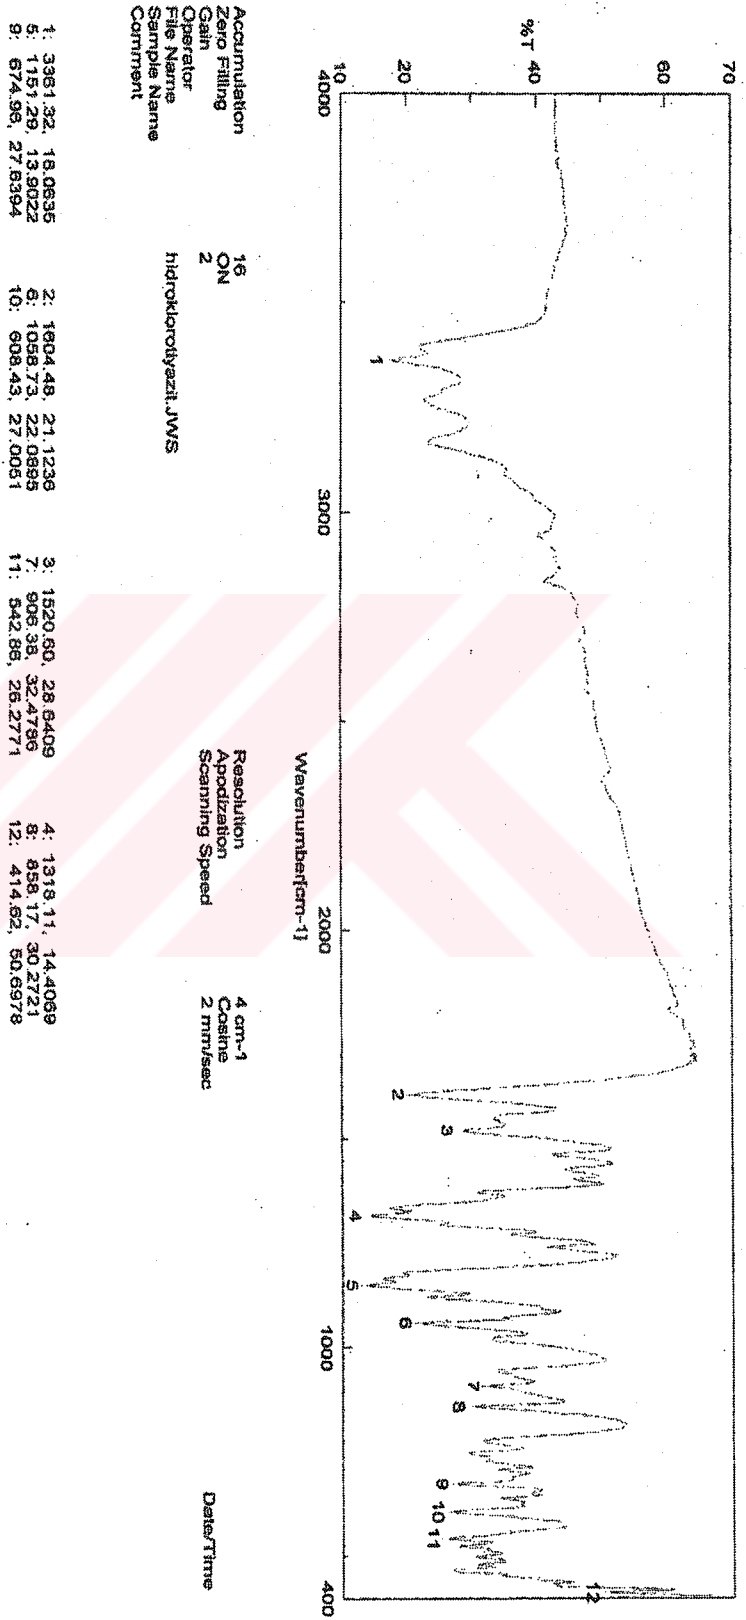 70
60
%T 40
20
10
4000
3000
2000
1000
400
Wavenumber[cm-1]
1
2
3
4
5
6
7
8
9
10
11
12
Accumulation 16 Resolution 4 cm-1 Date/Time
Zero Filling ON Apodization Cosine
Gain 2 Scanning Speed 2 mm/sec
Operator
File Name hidroklorotiyazit.JWS
Sample Name
Comment
1: 3361.32, 18.0635 2: 1604.48, 21.1236 3: 1520.60, 28.6409 4: 1318.11, 14.4069
5: 1151.29, 13.9022 6: 1058.73, 22.0895 7: 906.38, 32.4786 8: 858.17, 30.2721
9: 674.96, 27.6394 10: 608.43, 27.0051 11: 542.86, 26.2771 12: 414.62, 50.6978